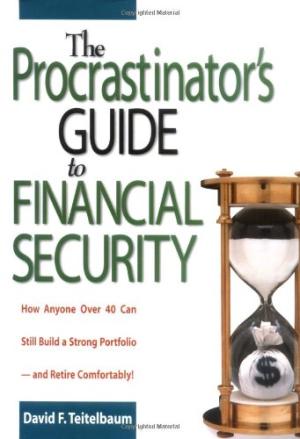 The
Procrastinator's
GUIDE
to
FINANCIAL
SECURITY
How Anyone Over 40 Can
Still Build a Strong Portfolio
—and Retire Comfortably!
David F. Teitelbaum
$